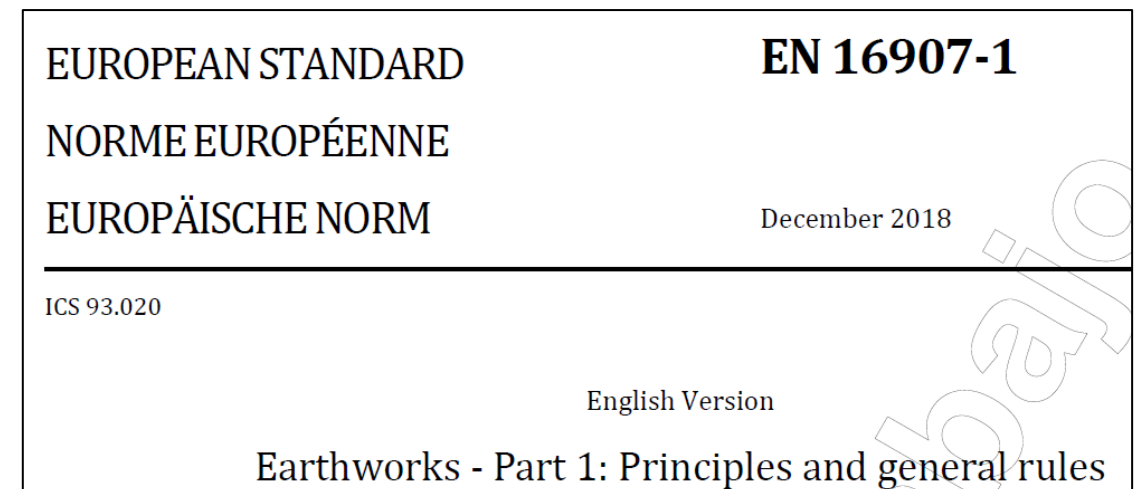 EUROPEAN STANDARD
EN 16907-1
NORME EUROPÉENNE
EUROPÄISCHE NORM
December 2018
ICS 93.020
English Version
Earthworks - Part 1: Principles and general rules
bajo